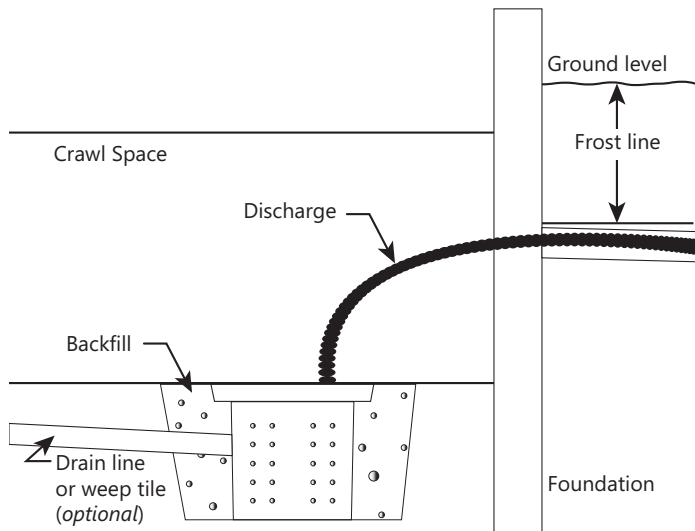 Ground level
Frost line
Crawl Space
Discharge
Backfill
Drain line
or weep tile
(optional)
Foundation